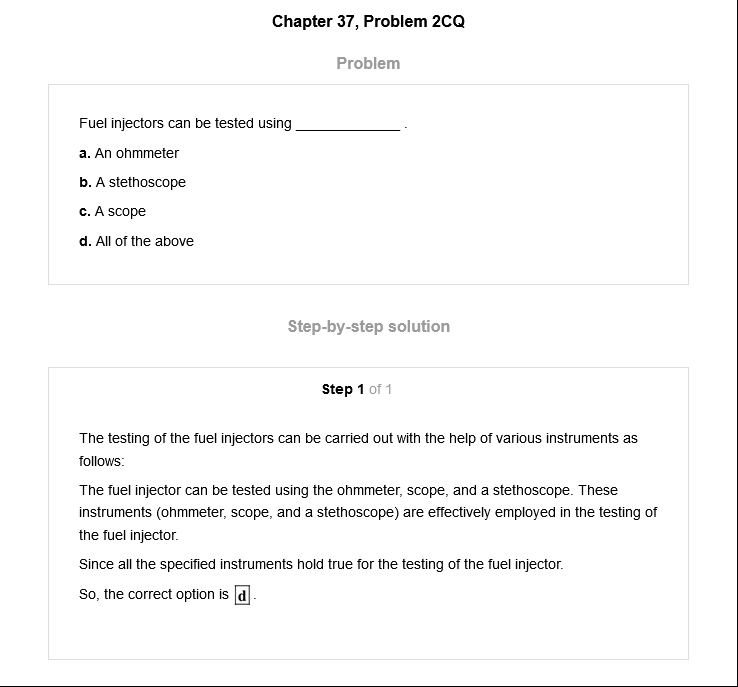 Chapter 37, Problem 2CQ
Problem
Fuel injectors can be tested using _____________ .
a. An ohmmeter
b. A stethoscope
c. A scope
d. All of the above
Step-by-step solution
Step 1 of 1
The testing of the fuel injectors can be carried out with the help of various instruments as
follows:
The fuel injector can be tested using the ohmmeter, scope, and a stethoscope. These
instruments (ohmmeter, scope, and a stethoscope) are effectively employed in the testing of
the fuel injector.
Since all the specified instruments hold true for the testing of the fuel injector.
So, the correct option is d .